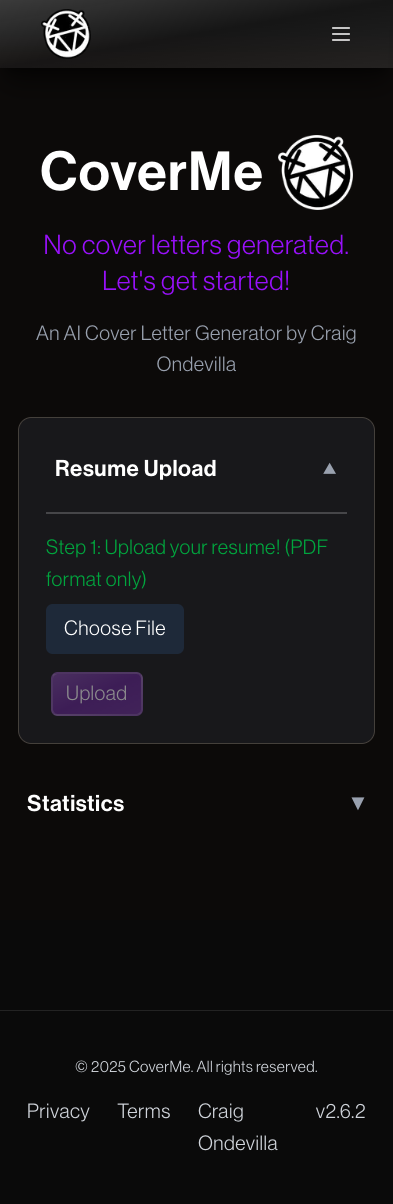 CoverMe
No cover letters generated.
Let's get started!
An AI Cover Letter Generator by Craig
Ondevilla
Resume Upload ▲
Step 1: Upload your resume! (PDF
format only)
Choose File
Upload
Statistics ▼
© 2025 CoverMe. All rights reserved.
Privacy Terms Craig Ondevilla v2.6.2